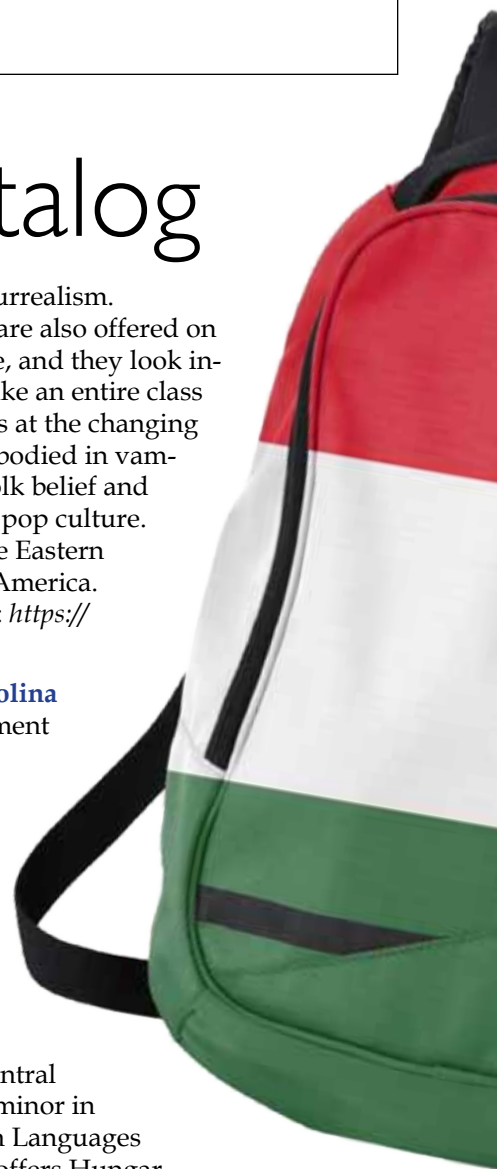 talog
urrealism.
are also offered on
e, and they look in-
ke an entire class
s at the changing
bodied in vam-
olk belief and
pop culture.
e Eastern
America.
: https://
olina
ment
ntral
minor in
n Languages
offers Hungar